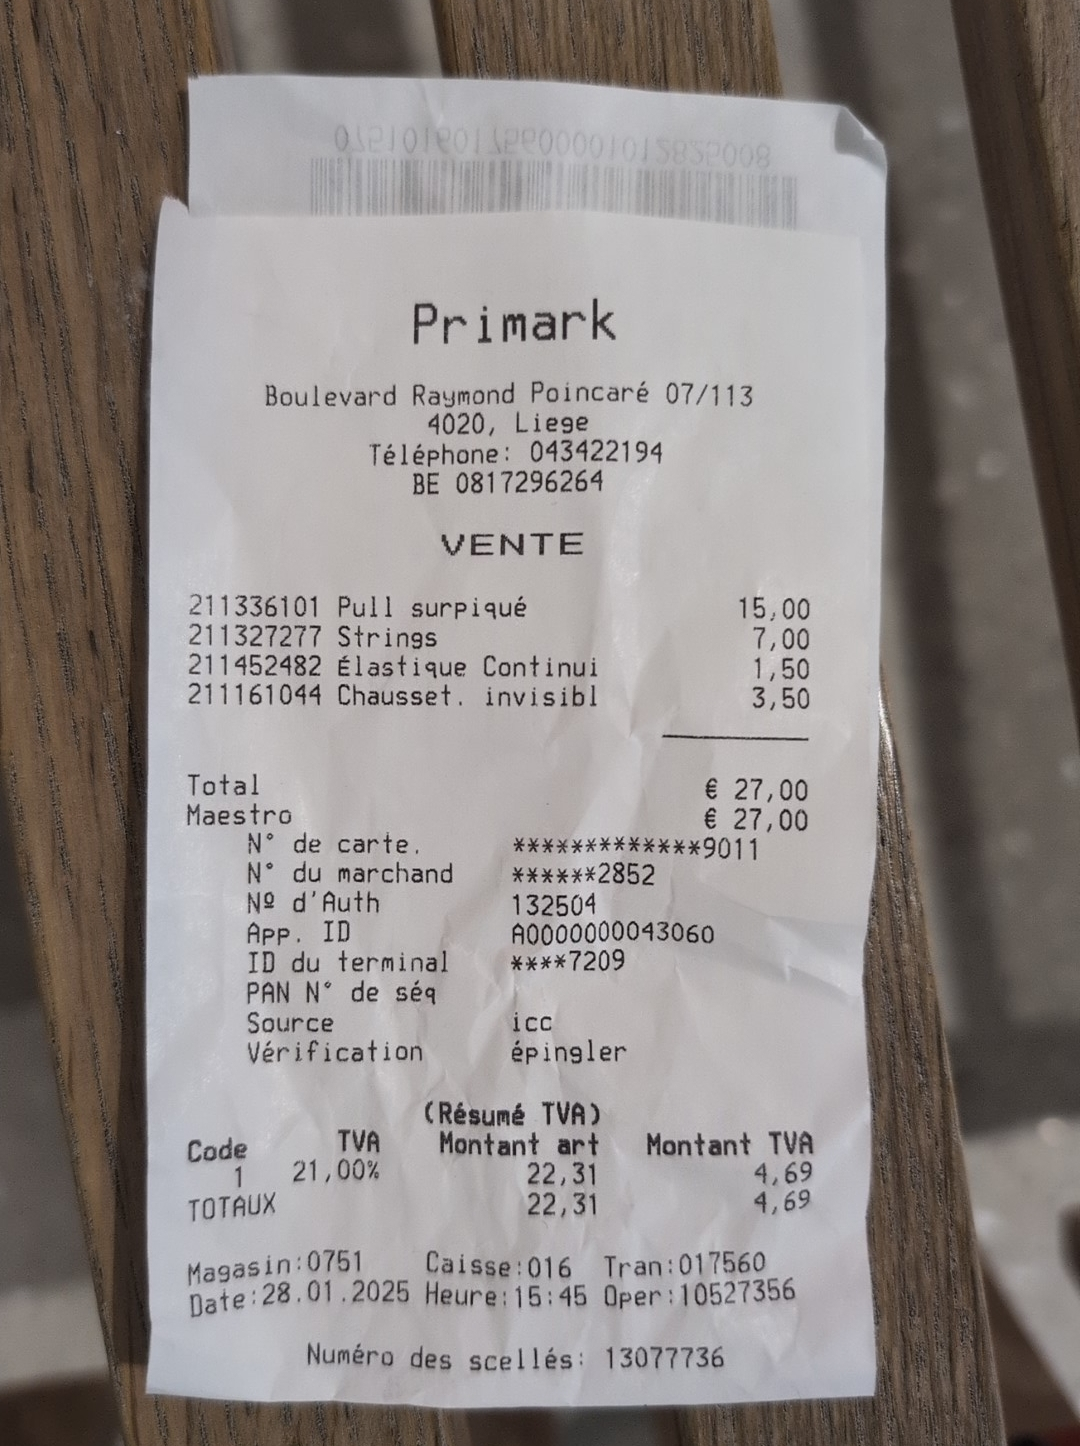 07510160175600001012825008
Primark
Boulevard Raymond Poincaré 07/113
4020, Liege
Téléphone: 043422194
BE 0817296264
VENTE
211336101 Pull surpiqué 15,00
211327277 Strings 7,00
211452482 Élastique Continui 1,50
211161044 Chausset. invisibl 3,50
Total € 27,00
Maestro € 27,00
N° de carte. *************9011
N° du marchand ******2852
Nº d'Auth 132504
App. ID A0000000043060
ID du terminal ****7209
PAN N° de séq
Source icc
Vérification épingler
(Résumé TVA)
Code TVA Montant art Montant TVA
1 21,00% 22,31 4,69
TOTAUX 22,31 4,69
Magasin:0751 Caisse:016 Tran:017560
Date:28.01.2025 Heure:15:45 Oper:10527356
Numéro des scellés: 13077736